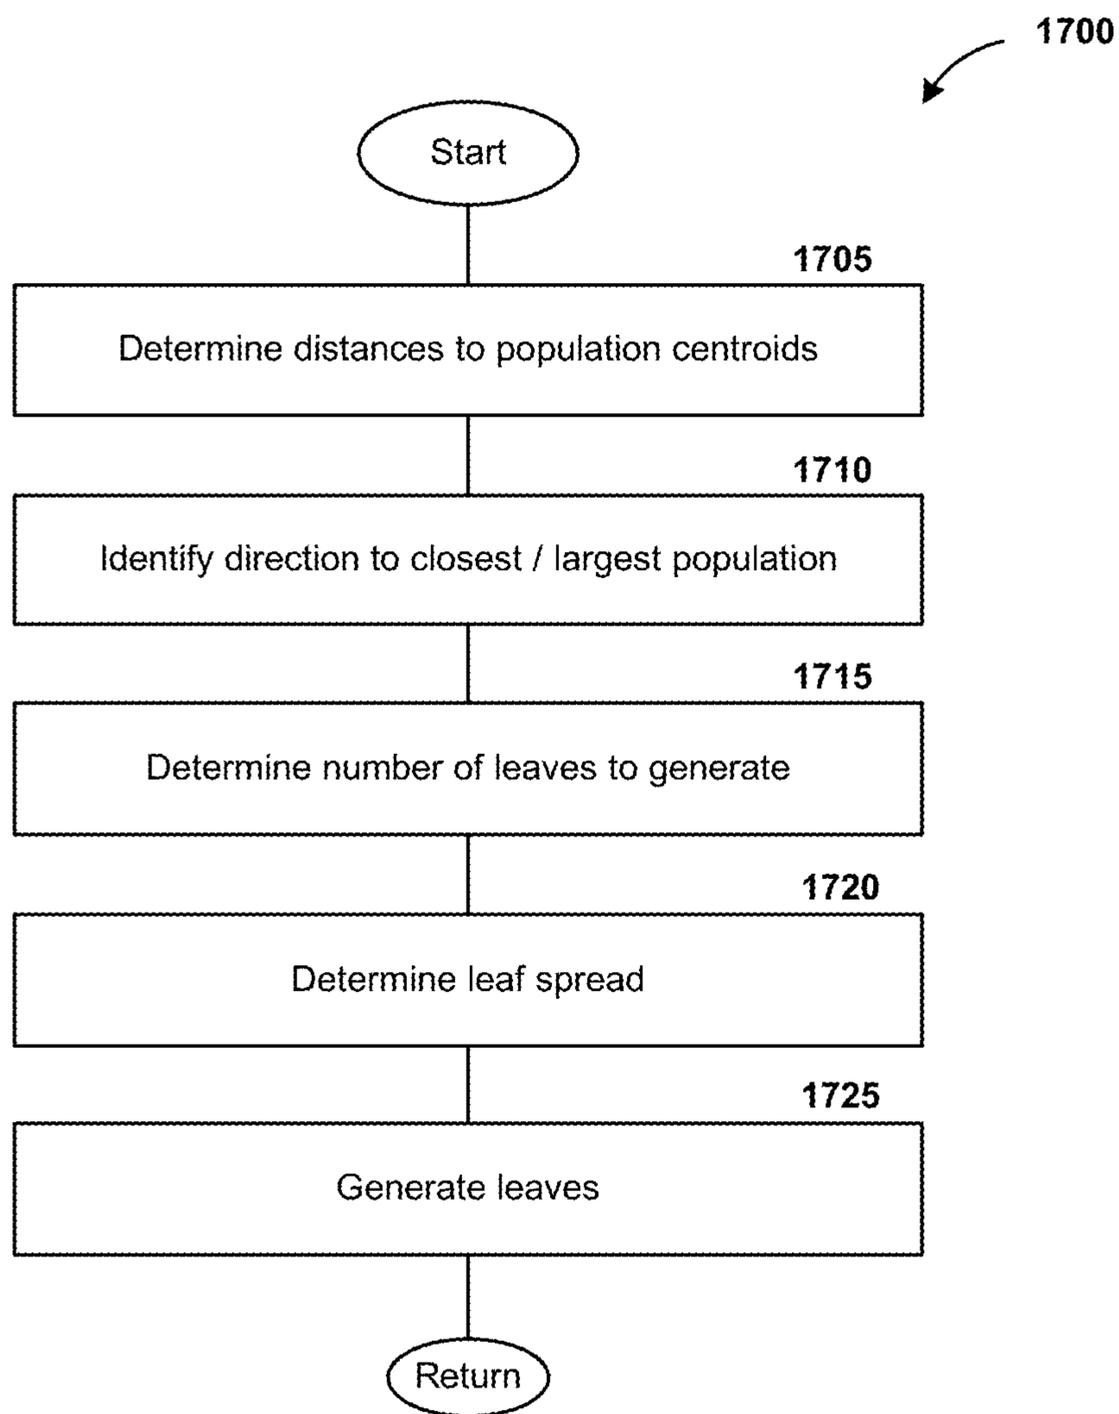 1700
Start
1705
Determine distances to population centroids
1710
Identify direction to closest / largest population
1715
Determine number of leaves to generate
1720
Determine leaf spread
1725
Generate leaves
Return